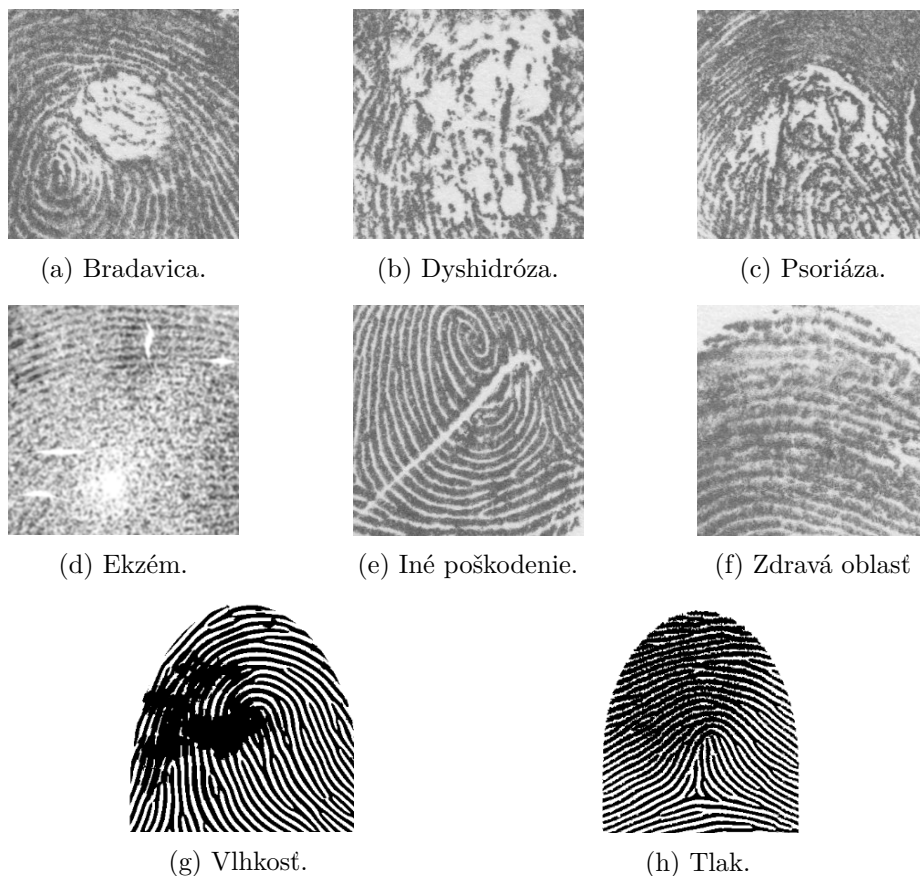 (a) Bradavica.
(b) Dyshidróza.
(c) Psoriáza.
(d) Ekzém.
(e) Iné poškodenie.
(f) Zdravá oblasť
(g) Vlhkosť.
(h) Tlak.